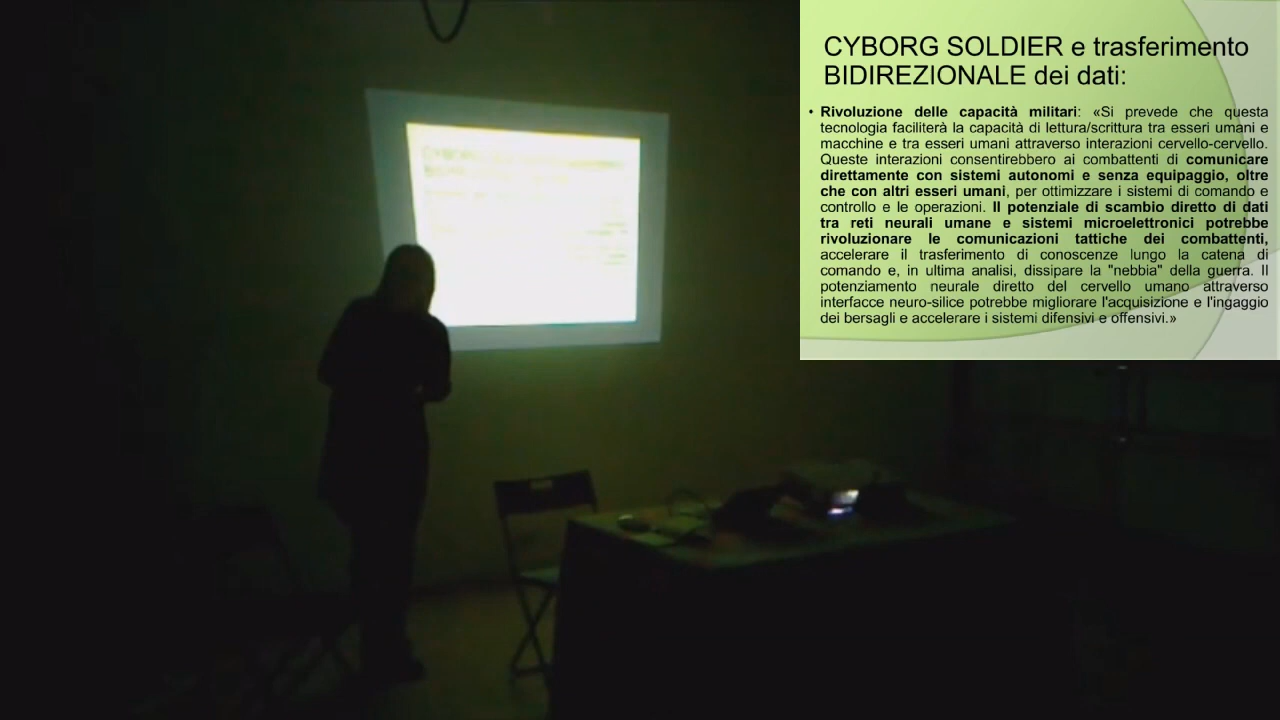 CYBORG SOLDIER e trasferimento
BIDIREZIONALE dei dati:
• Rivoluzione delle capacità militari: «Si prevede che questa
tecnologia faciliterà la capacità di lettura/scrittura tra esseri umani e
macchine e tra esseri umani attraverso interazioni cervello-cervello.
Queste interazioni consentirebbero ai combattenti di comunicare
direttamente con sistemi autonomi e senza equipaggio, oltre
che con altri esseri umani, per ottimizzare i sistemi di comando e
controllo e le operazioni. Il potenziale di scambio diretto di dati
tra reti neurali umane e sistemi microelettronici potrebbe
rivoluzionare le comunicazioni tattiche dei combattenti,
accelerare il trasferimento di conoscenze lungo la catena di
comando e, in ultima analisi, dissipare la "nebbia" della guerra. Il
potenziamento neurale diretto del cervello umano attraverso
interfacce neuro-silice potrebbe migliorare l'acquisizione e l'ingaggio
dei bersagli e accelerare i sistemi difensivi e offensivi.»